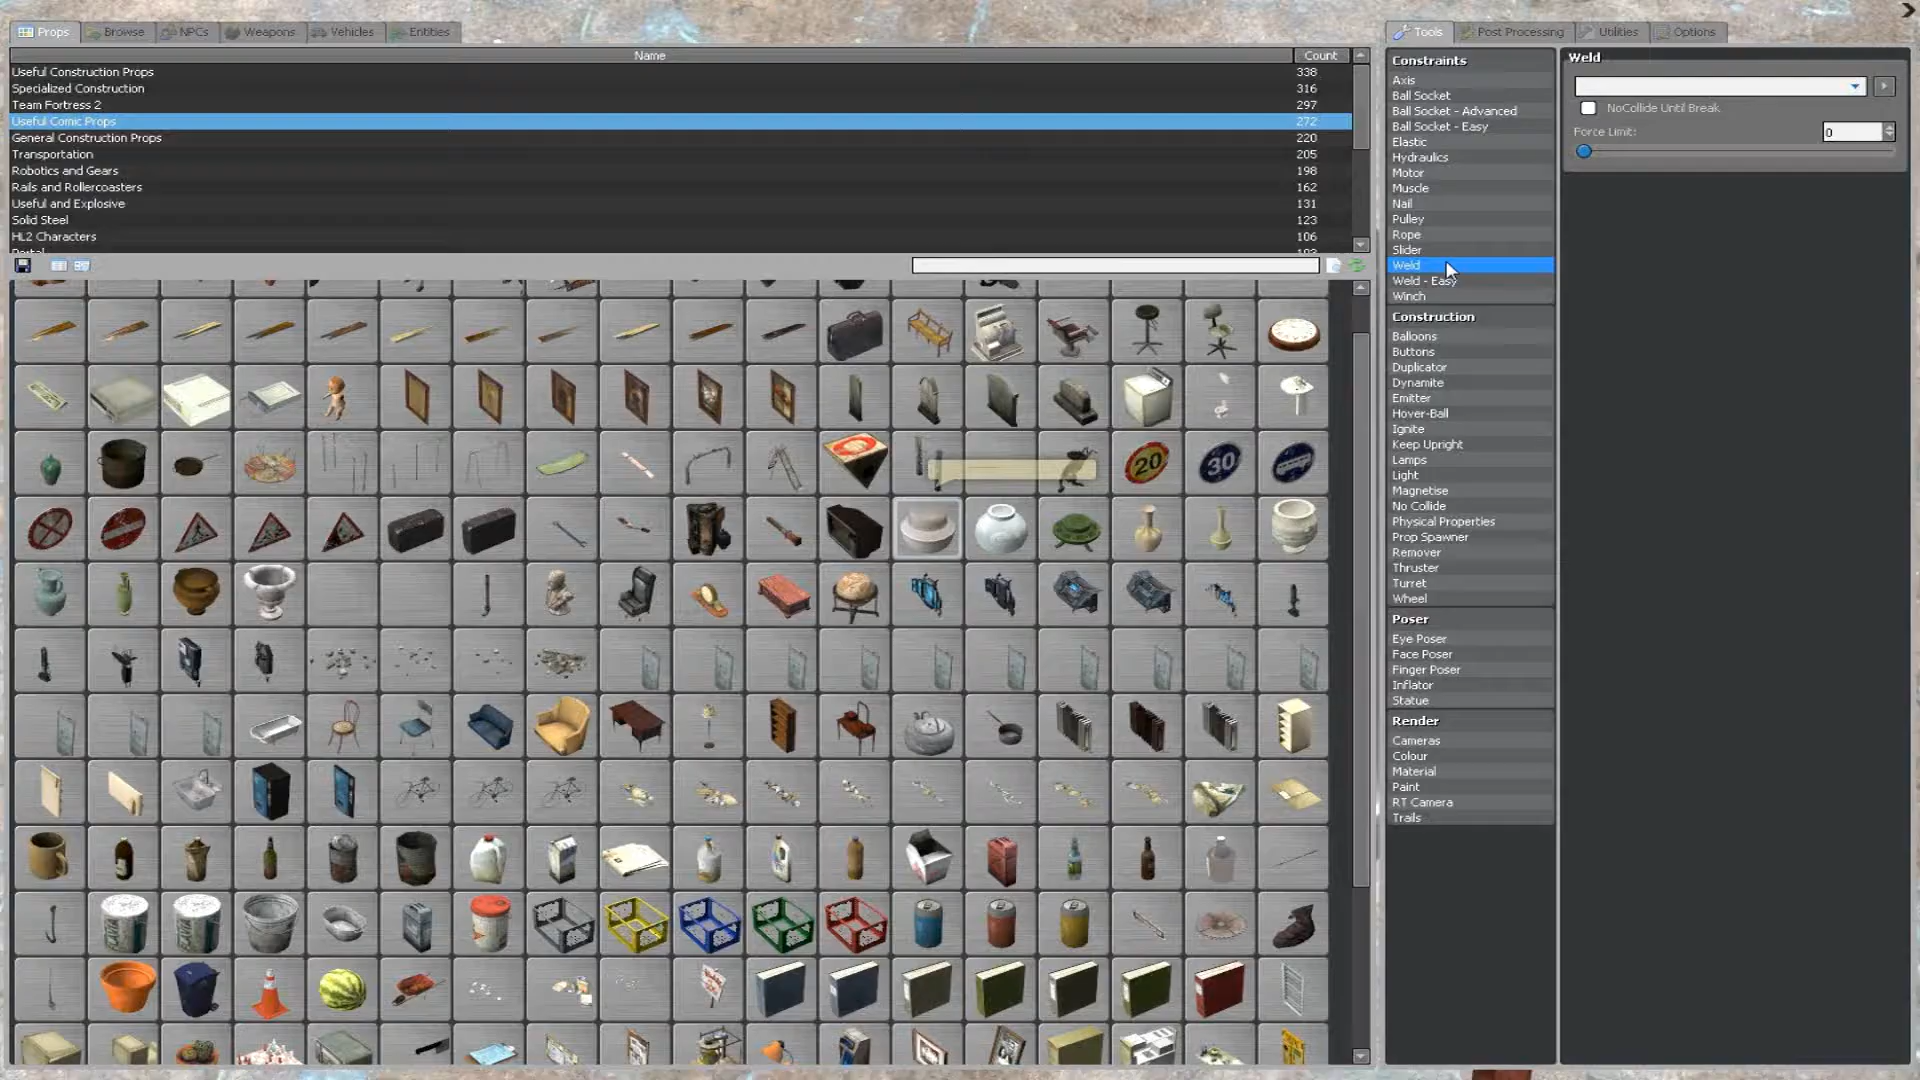 Props
Browse
NPCs
Weapons
Vehicles
Entities
Name
Count
Useful Construction Props
338
Specialized Construction
316
Team Fortress 2
297
Useful Comic Props
272
General Construction Props
220
Transportation
205
Robotics and Gears
198
Rails and Rollercoasters
162
Useful and Explosive
131
Solid Steel
123
HL2 Characters
106
20
30
Tools
Post Processing
Utilities
Options
Constraints
Axis
Ball Socket
Ball Socket - Advanced
Ball Socket - Easy
Elastic
Hydraulics
Motor
Muscle
Nail
Pulley
Rope
Slider
Weld
Weld - Easy
Winch
Construction
Balloons
Buttons
Duplicator
Dynamite
Emitter
Hover-Ball
Ignite
Keep Upright
Lamps
Light
Magnetise
No Collide
Physical Properties
Prop Spawner
Remover
Thruster
Turret
Wheel
Poser
Eye Poser
Face Poser
Finger Poser
Inflator
Statue
Render
Cameras
Colour
Material
Paint
RT Camera
Trails
Weld
NoCollide Until Break
Force Limit:
0